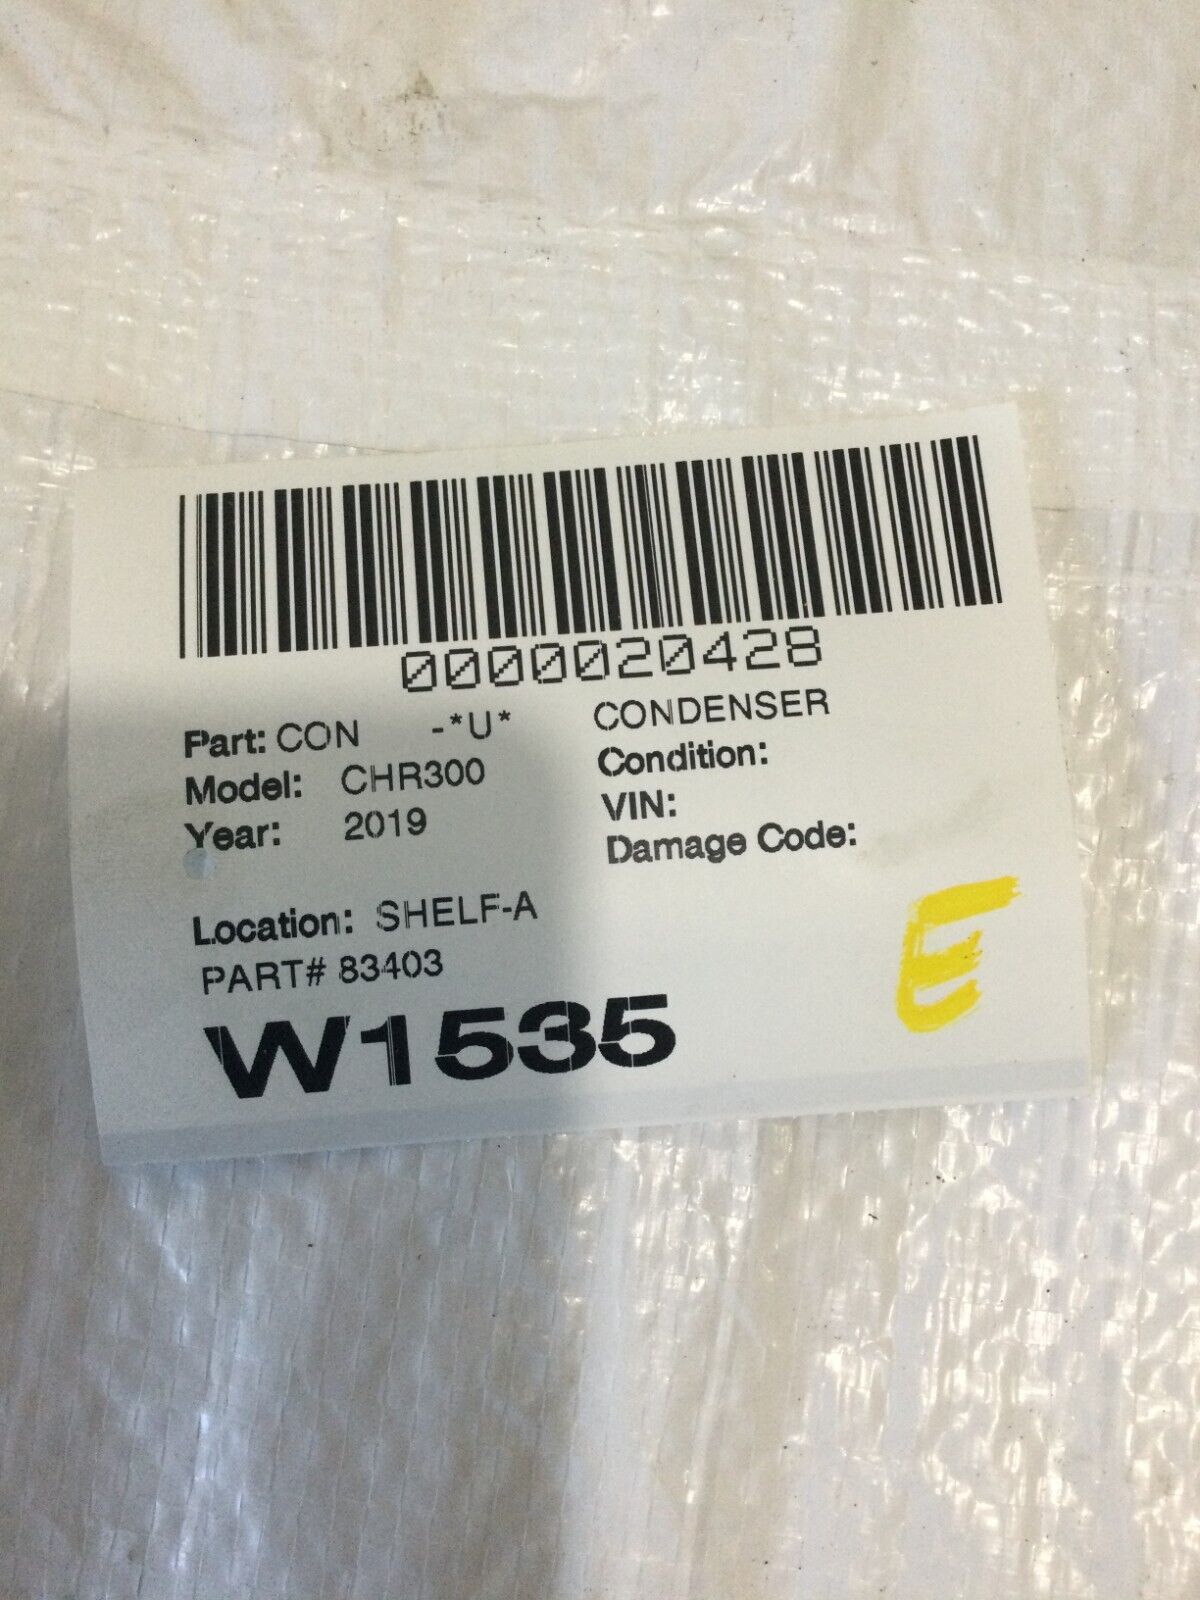 0000020428
Part: CON -*U* CONDENSER
Model: CHR300 Condition:
Year: 2019 VIN:
Damage Code:
Location: SHELF-A
PART# 83403
W1535
E